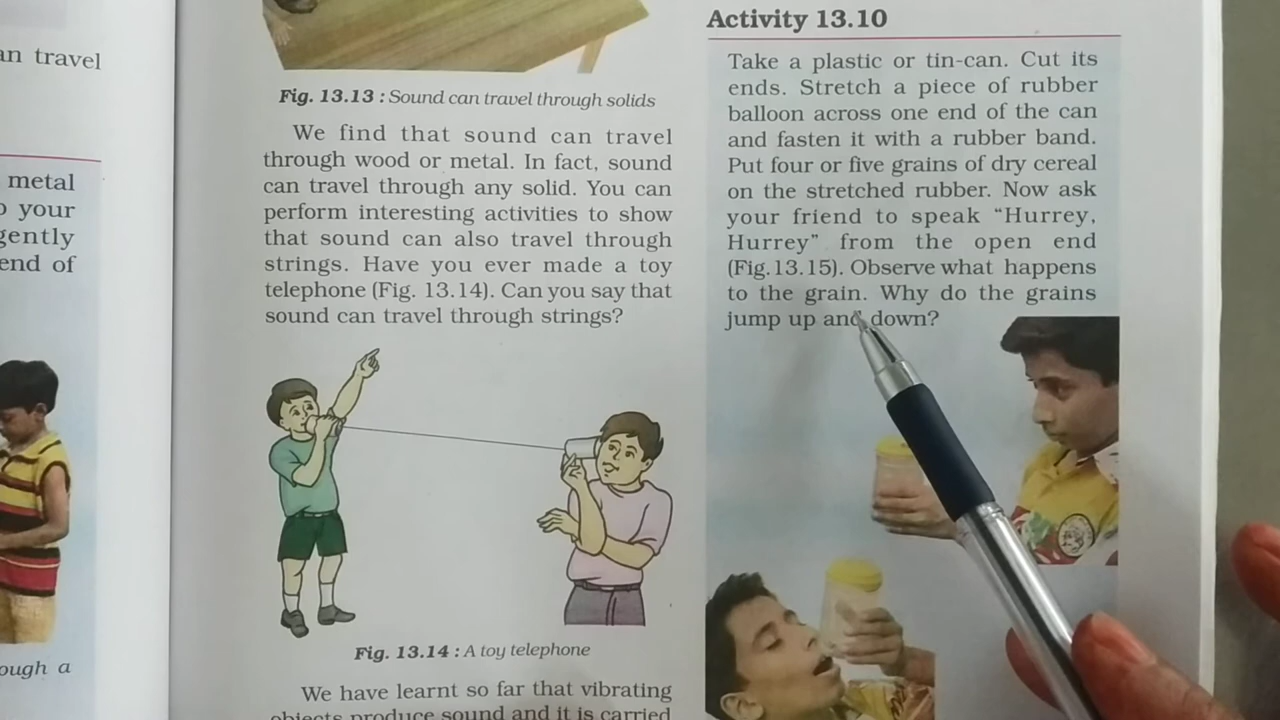 an travel
metal
your
gently
end of
ough a
Fig. 13.13 : Sound can travel through solids
We find that sound can travel
through wood or metal. In fact, sound
can travel through any solid. You can
perform interesting activities to show
that sound can also travel through
strings. Have you ever made a toy
telephone (Fig. 13.14). Can you say that
sound can travel through strings?
Fig. 13.14 : A toy telephone
We have learnt so far that vibrating
objects produce sound and it is carried
Activity 13.10
Take a plastic or tin-can. Cut its
ends. Stretch a piece of rubber
balloon across one end of the can
and fasten it with a rubber band.
Put four or five grains of dry cereal
on the stretched rubber. Now ask
your friend to speak “Hurrey,
Hurrey” from the open end
(Fig.13.15). Observe what happens
to the grain. Why do the grains
jump up and down?